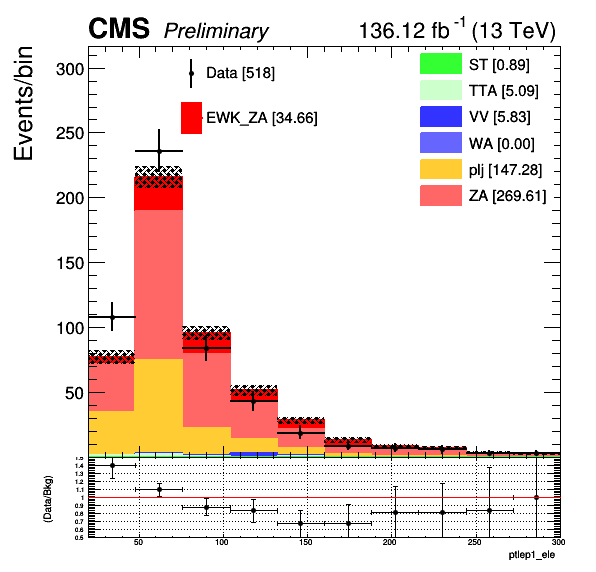 CMS Preliminary 136.12 fb⁻¹ (13 TeV)
Events/bin
300
250
200
150
100
50
Data [518]
EWK_ZA [34.66]
ST [0.89]
TTA [5.09]
VV [5.83]
WA [0.00]
plj [147.28]
ZA [269.61]
(Data/Bkg)
1.5
1.4
1.3
1.2
1.1
1
0.9
0.8
0.7
0.6
0.5
50 100 150 200 250 300
ptlep1_ele